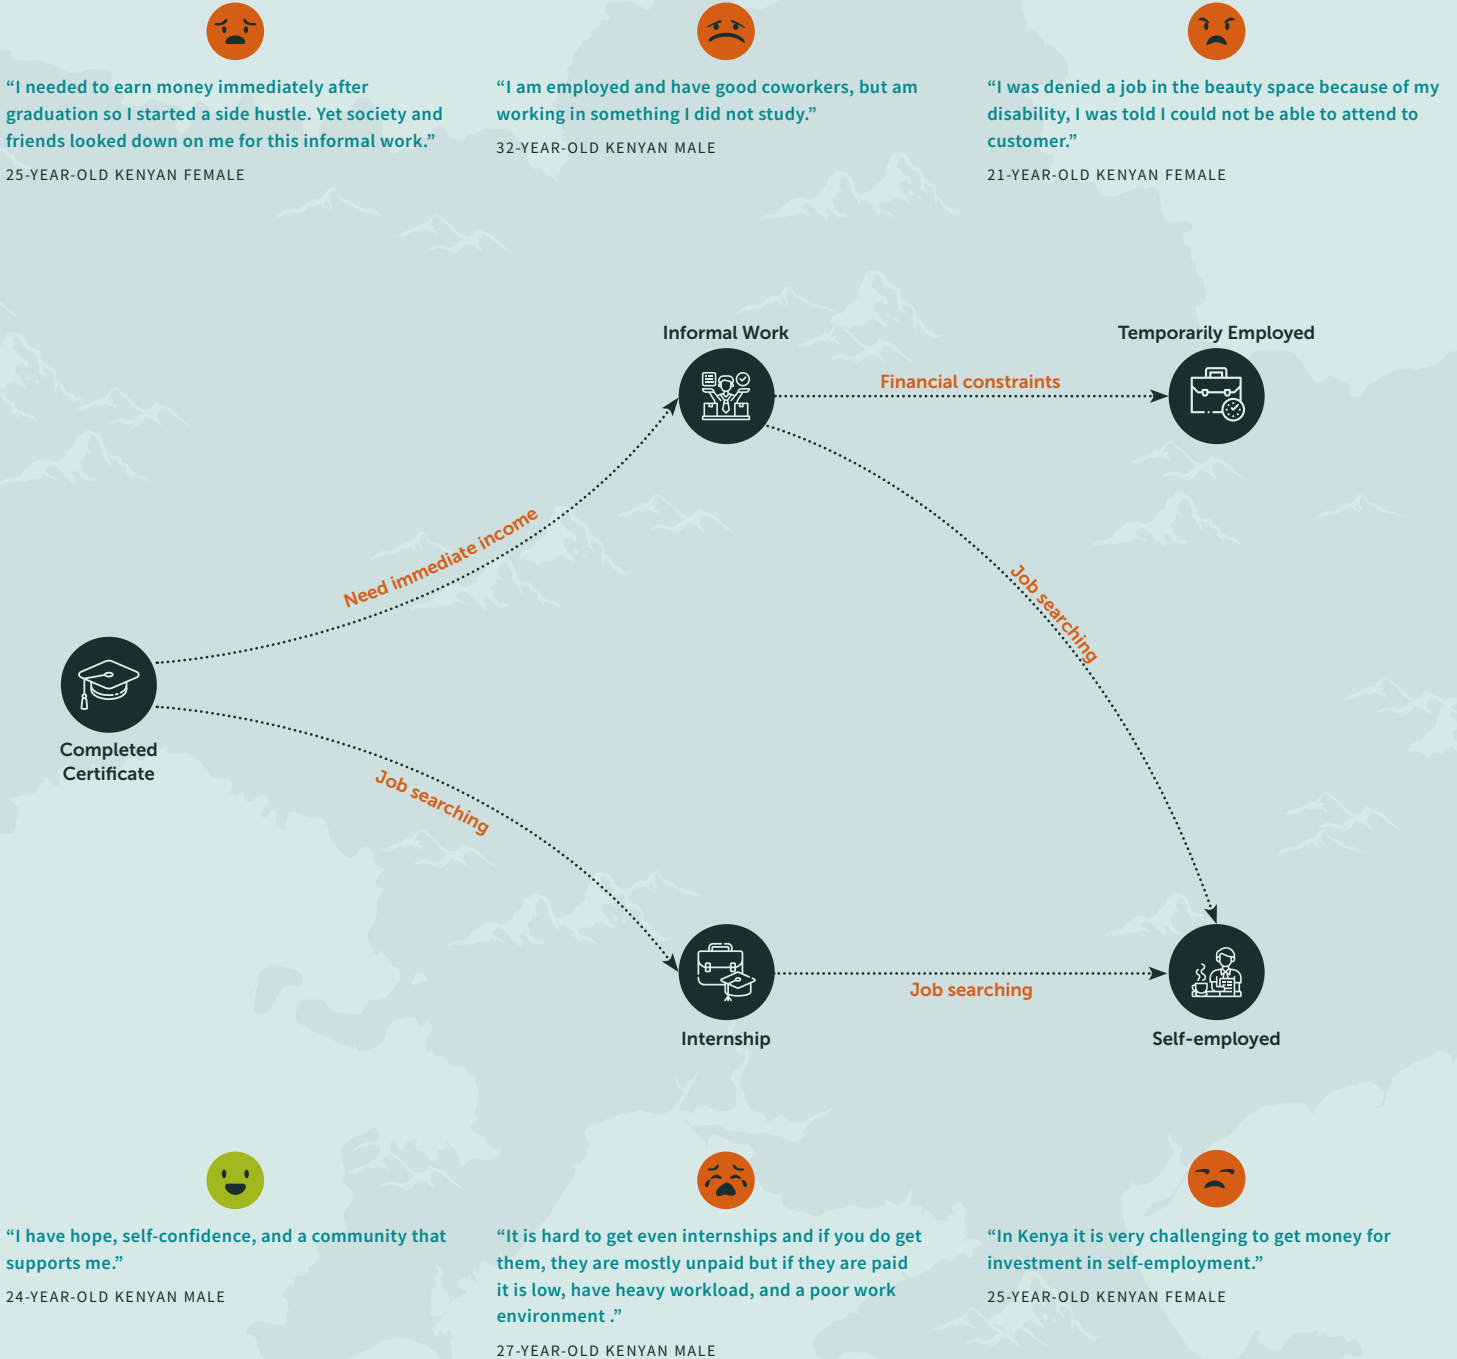 “I needed to earn money immediately after
graduation so I started a side hustle. Yet society and
friends looked down on me for this informal work.”
25-YEAR-OLD KENYAN FEMALE
“I am employed and have good coworkers, but am
working in something I did not study.”
32-YEAR-OLD KENYAN MALE
“I was denied a job in the beauty space because of my
disability, I was told I could not be able to attend to
customer.”
21-YEAR-OLD KENYAN FEMALE
Informal Work
Temporarily Employed
Financial constraints
Need immediate income
Job searching
Completed
Certificate
Job searching
Job searching
Internship
Self-employed
“I have hope, self-confidence, and a community that
supports me.”
24-YEAR-OLD KENYAN MALE
“It is hard to get even internships and if you do get
them, they are mostly unpaid but if they are paid
it is low, have heavy workload, and a poor work
environment .”
27-YEAR-OLD KENYAN MALE
“In Kenya it is very challenging to get money for
investment in self-employment.”
25-YEAR-OLD KENYAN FEMALE